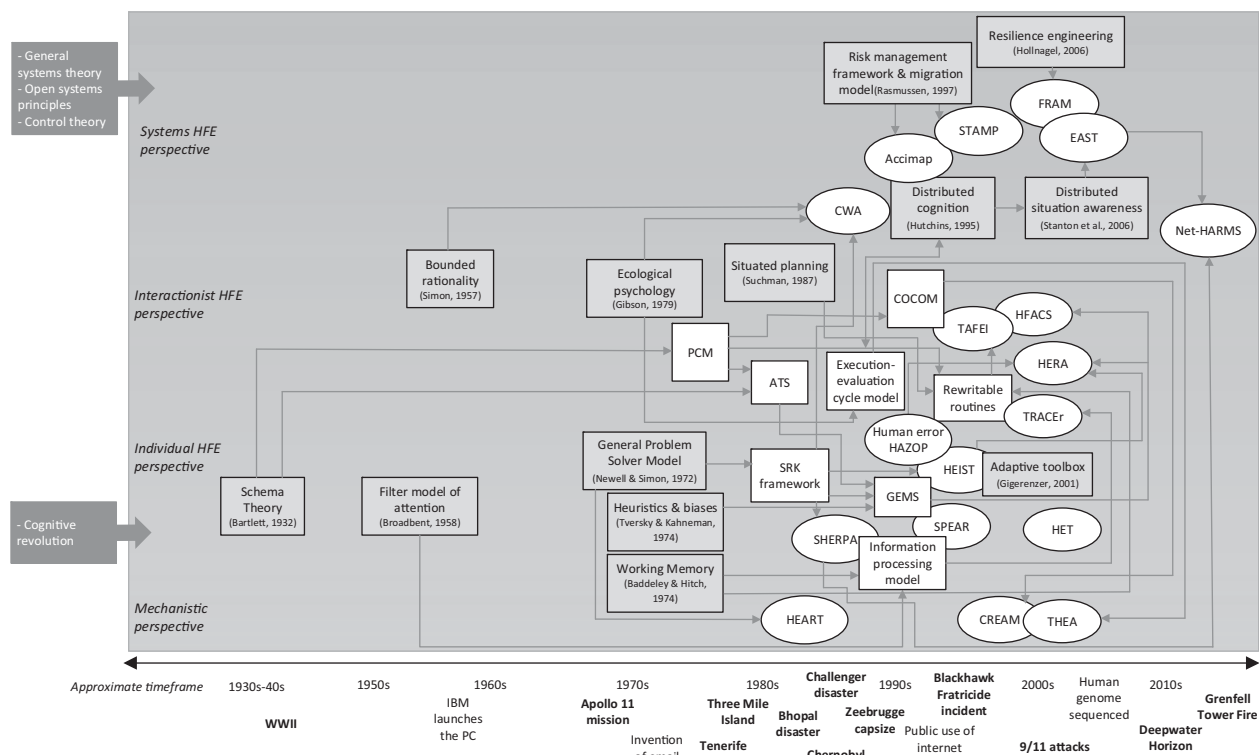 - General
systems theory
- Open systems
principles
- Control theory
Systems HFE
perspective
Resilience engineering
(Hollnagel, 2006)
Risk management
framework & migration
model(Rasmussen, 1997)
FRAM
STAMP
EAST
Accimap
CWA
Distributed
cognition
(Hutchins, 1995)
Distributed
situation awareness
(Stanton et al., 2006)
Net-HARMS
Bounded
rationality
(Simon, 1957)
Ecological
psychology
(Gibson, 1979)
Situated planning
(Suchman, 1987)
Interactionist HFE
perspective
COCOM
HFACS
TAFEI
PCM
HERA
ATS
Execution-
evaluation
cycle model
Rewritable
routines
TRACEr
Individual HFE
perspective
General Problem
Solver Model
(Newell & Simon, 1972)
Human error
HAZOP
SRK
framework
HEIST
Adaptive toolbox
(Gigerenzer, 2001)
GEMS
Schema
Theory
(Bartlett, 1932)
Filter model of
attention
(Broadbent, 1958)
Heuristics & biases
(Tversky & Kahneman,
1974)
- Cognitive
revolution
SPEAR
HET
SHERPA
Information
processing
model
Working Memory
(Baddeley & Hitch,
1974)
Mechanistic
perspective
HEART
CREAM
THEA
Approximate timeframe
1930s-40s
1950s
1960s
1970s
1980s
1990s
2000s
2010s
WWII
IBM
launches
the PC
Apollo 11
mission
Invention
of email
Three Mile
Island
Tenerife
Bhopal
disaster
Challenger
disaster
Chernobyl
Zeebrugge
capsize
Blackhawk
Fratricide
incident
Public use of
internet
9/11 attacks
Human
genome
sequenced
Deepwater
Horizon
Grenfell
Tower Fire